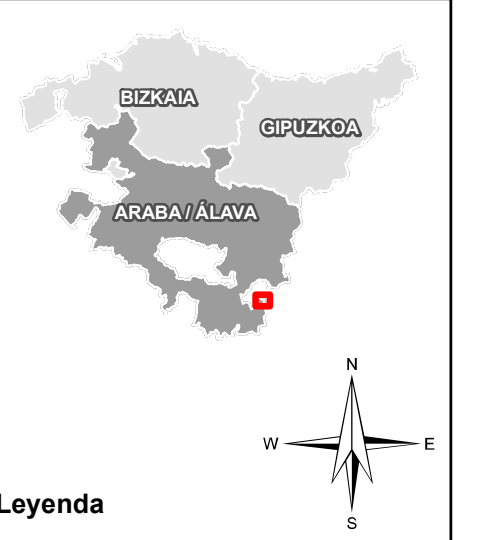 BIZKAIA
GIPUZKOA
ARABA / ÁLAVA
N
W
E
S
Leyenda